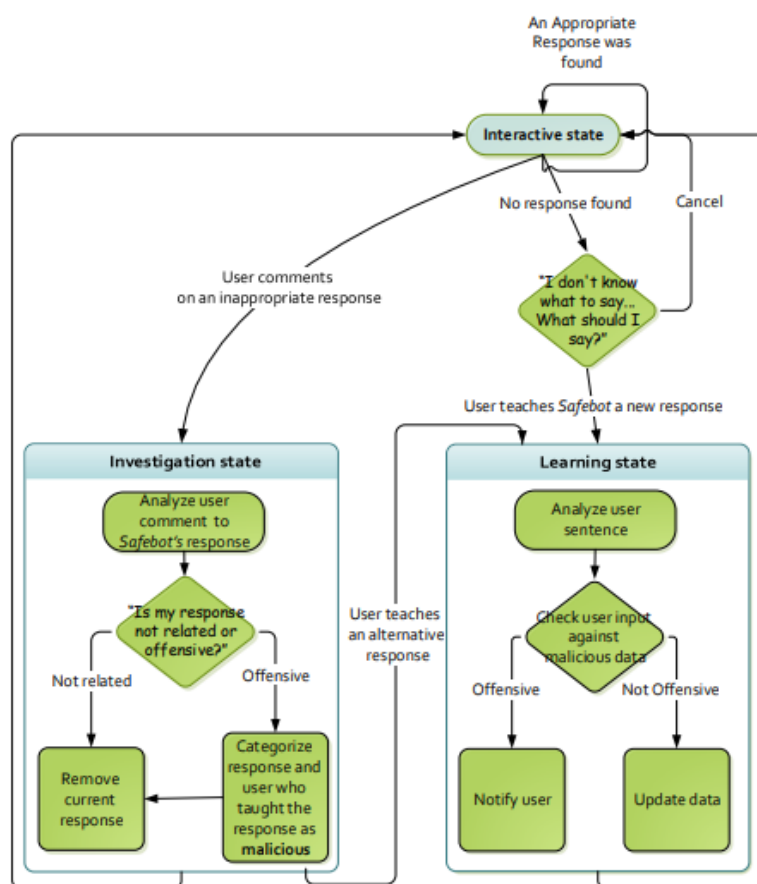 An Appropriate
Response was
found
Interactive state
No response found
Cancel
User comments
on an inappropriate response
"I don't know
what to say...
What should I
say?"
User teaches Safebot a new response
Investigation state
Analyze user
comment to
Safebot's response
"Is my response
not related or
offensive?"
Not related
Offensive
Remove
current
response
Categorize
response and
user who
taught the
response as
malicious
User teaches
an alternative
response
Learning state
Analyze user
sentence
Check user input
against
malicious data
Offensive
Not Offensive
Notify user
Update data